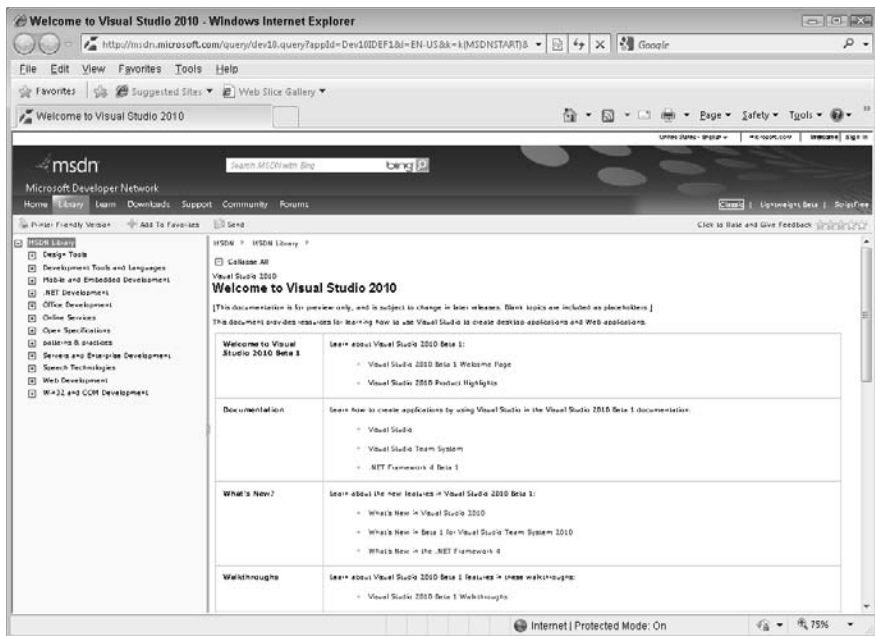 Welcome to Visual Studio 2010 - Windows Internet Explorer
http://msdn.microsoft.com/query/dev10.query?appId=Dev10IDEF1&l=EN-US&k=k(MSDNSTART)&
Google
File Edit View Favorites Tools Help
Favorites Suggested Sites Web Slice Gallery
Welcome to Visual Studio 2010
Page Safety Tools
United States - English microsoft.com Welcome Sign in
msdn
Search MSDN with Bing bing
Microsoft Developer Network
Home Library Learn Downloads Support Community Forums
Classic | Lightweight Beta | ScriptFree
Printer Friendly Version Add To Favorites Send
Click to Rate and Give Feedback
MSDN Library
Design Tools
Development Tools and Languages
Mobile and Embedded Development
.NET Development
Office Development
Online Services
Open Specifications
patterns & practices
Servers and Enterprise Development
Speech Technologies
Web Development
Win32 and COM Development
MSDN MSDN Library
Collapse All
Visual Studio 2010
Welcome to Visual Studio 2010
[This documentation is for preview only, and is subject to change in later releases. Blank topics are included as placeholders.]
This document provides resources for learning how to use Visual Studio to create desktop applications and Web applications.
Welcome to Visual Studio 2010 Beta 1
Learn about Visual Studio 2010 Beta 1:
Visual Studio 2010 Beta 1 Welcome Page
Visual Studio 2010 Product Highlights
Documentation
Learn how to create applications by using Visual Studio in the Visual Studio 2010 Beta 1 documentation:
Visual Studio
Visual Studio Team System
.NET Framework 4 Beta 1
What's New?
Learn about the new features in Visual Studio 2010 Beta 1:
What's New in Visual Studio 2010
What's New in Beta 1 for Visual Studio Team System 2010
What's New in the .NET Framework 4
Walkthroughs
Learn about Visual Studio 2010 Beta 1 features in these walkthroughs:
Visual Studio 2010 Beta 1 Walkthroughs
Internet | Protected Mode: On
75%